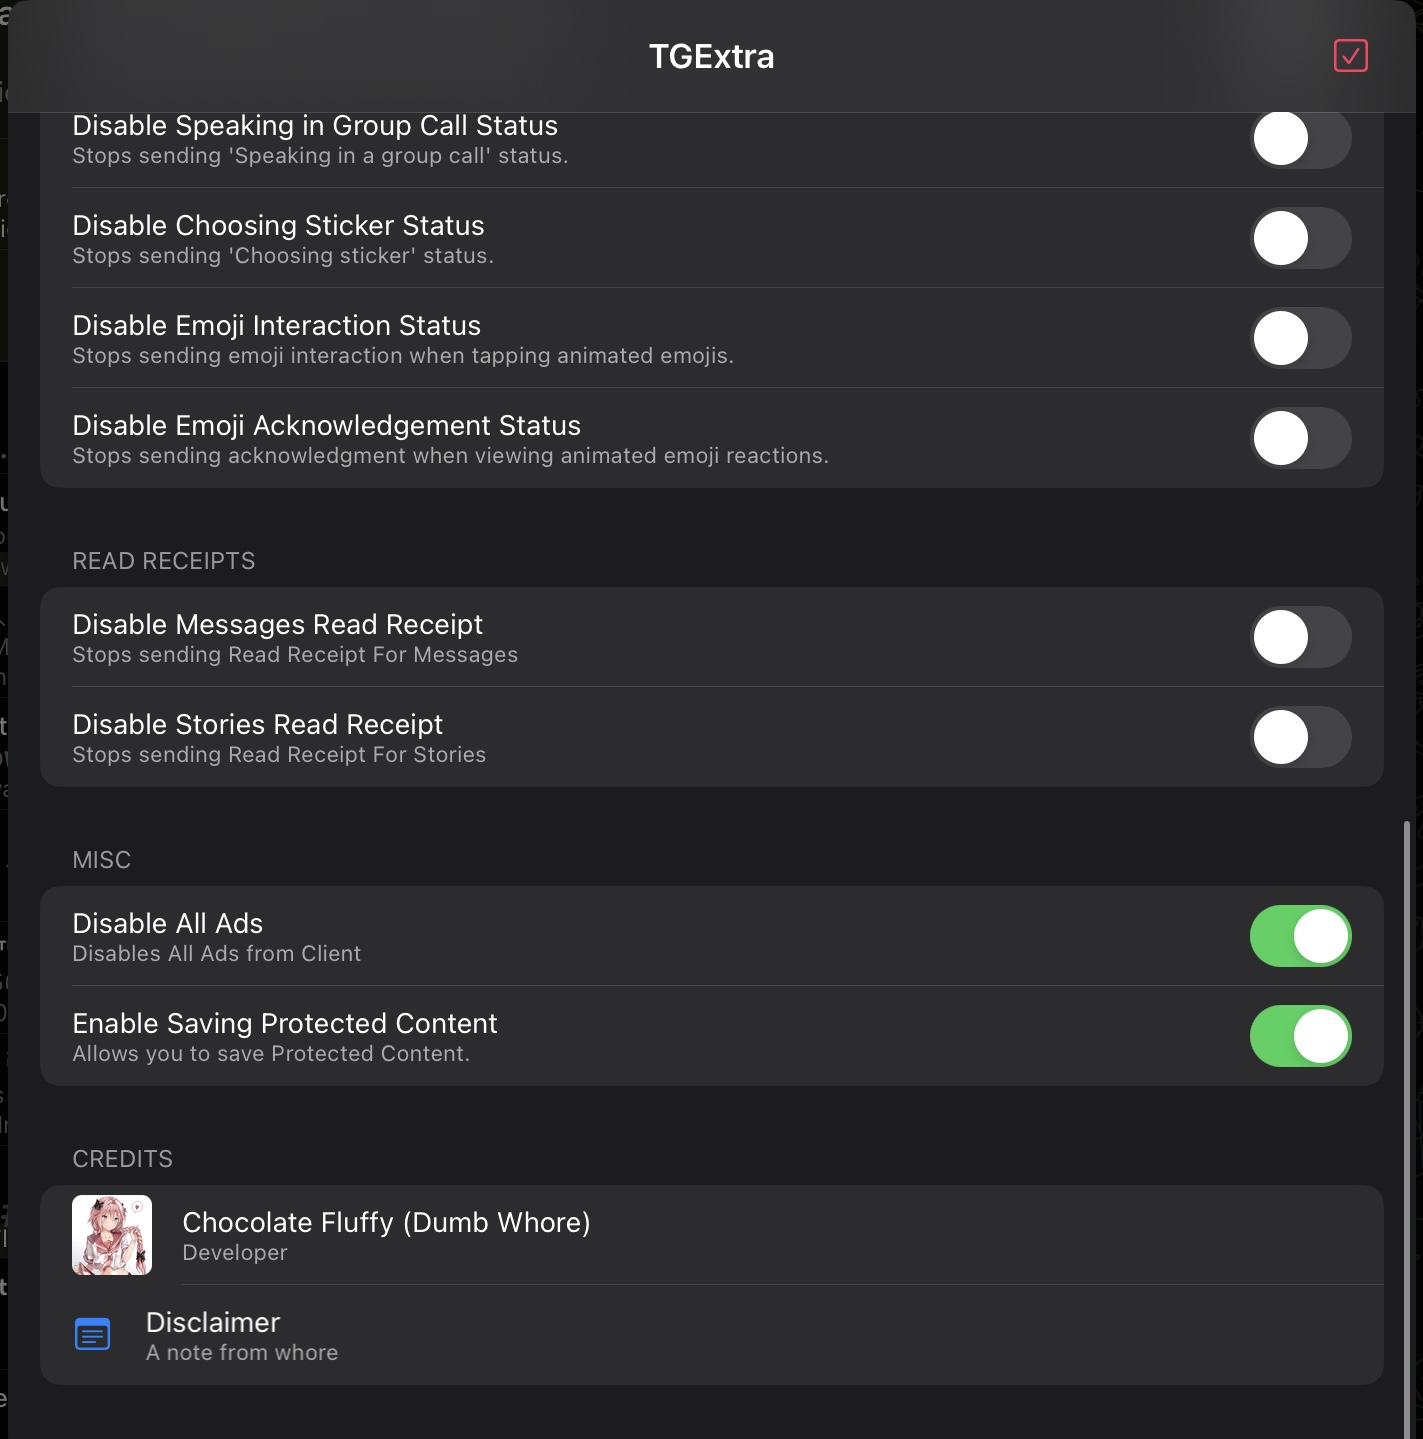 TGExtra
Disable Speaking in Group Call Status
Stops sending 'Speaking in a group call' status.
Disable Choosing Sticker Status
Stops sending 'Choosing sticker' status.
Disable Emoji Interaction Status
Stops sending emoji interaction when tapping animated emojis.
Disable Emoji Acknowledgement Status
Stops sending acknowledgment when viewing animated emoji reactions.
READ RECEIPTS
Disable Messages Read Receipt
Stops sending Read Receipt For Messages
Disable Stories Read Receipt
Stops sending Read Receipt For Stories
MISC
Disable All Ads
Disables All Ads from Client
Enable Saving Protected Content
Allows you to save Protected Content.
CREDITS
Chocolate Fluffy (Dumb Whore)
Developer
Disclaimer
A note from whore